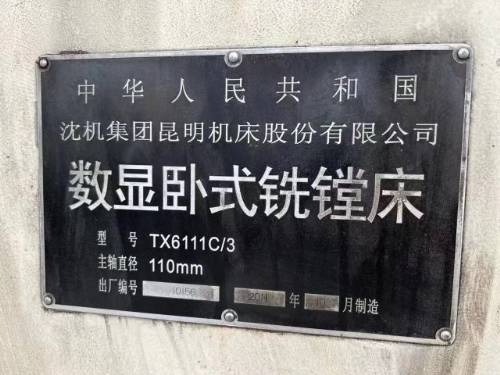 中华人民共和国
沈机集团昆明机床股份有限公司
数显卧式铣镗床
型 号 TX6111C/3
主轴直径 110mm
出厂编号 年 月制造